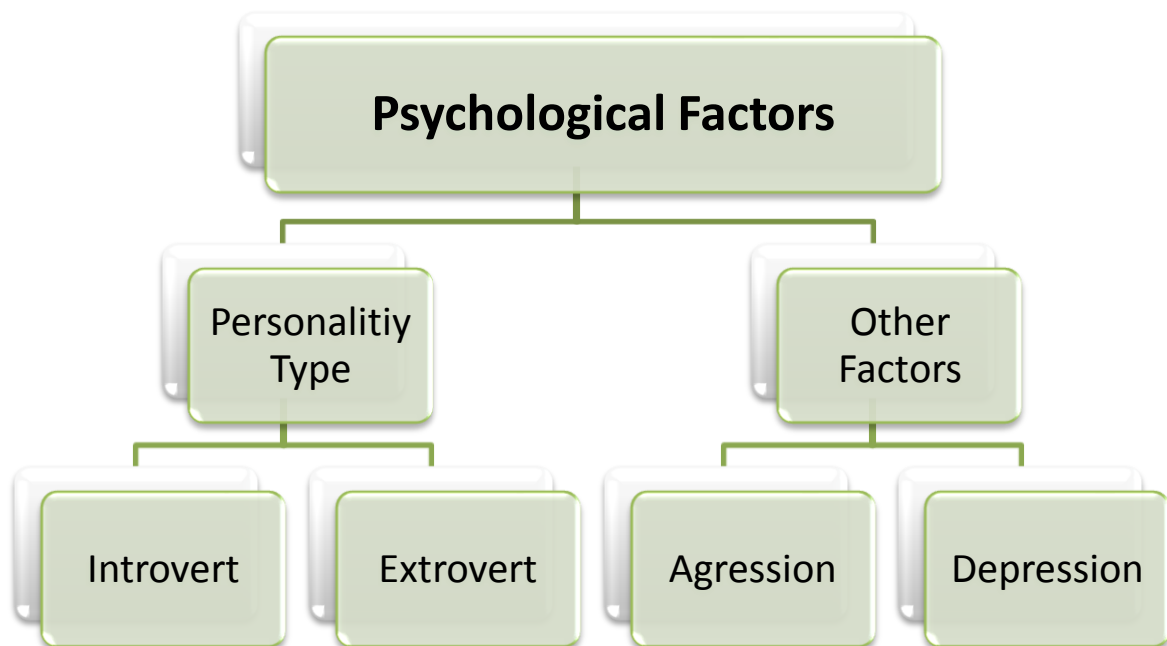 Psychological Factors
Personalitiy
Type
Other
Factors
Introvert
Extrovert
Agression
Depression